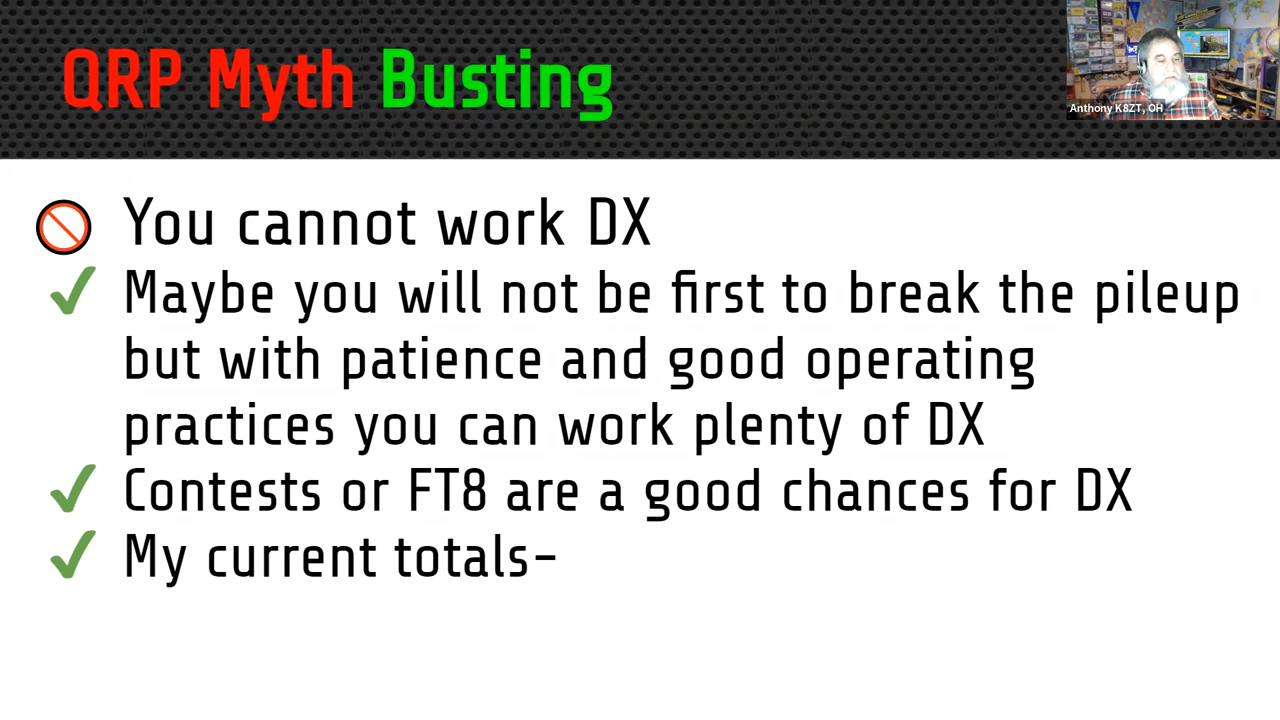 QRP Myth Busting
Anthony K8ZT, OH
You cannot work DX
Maybe you will not be first to break the pileup
but with patience and good operating
practices you can work plenty of DX
Contests or FT8 are a good chances for DX
My current totals-